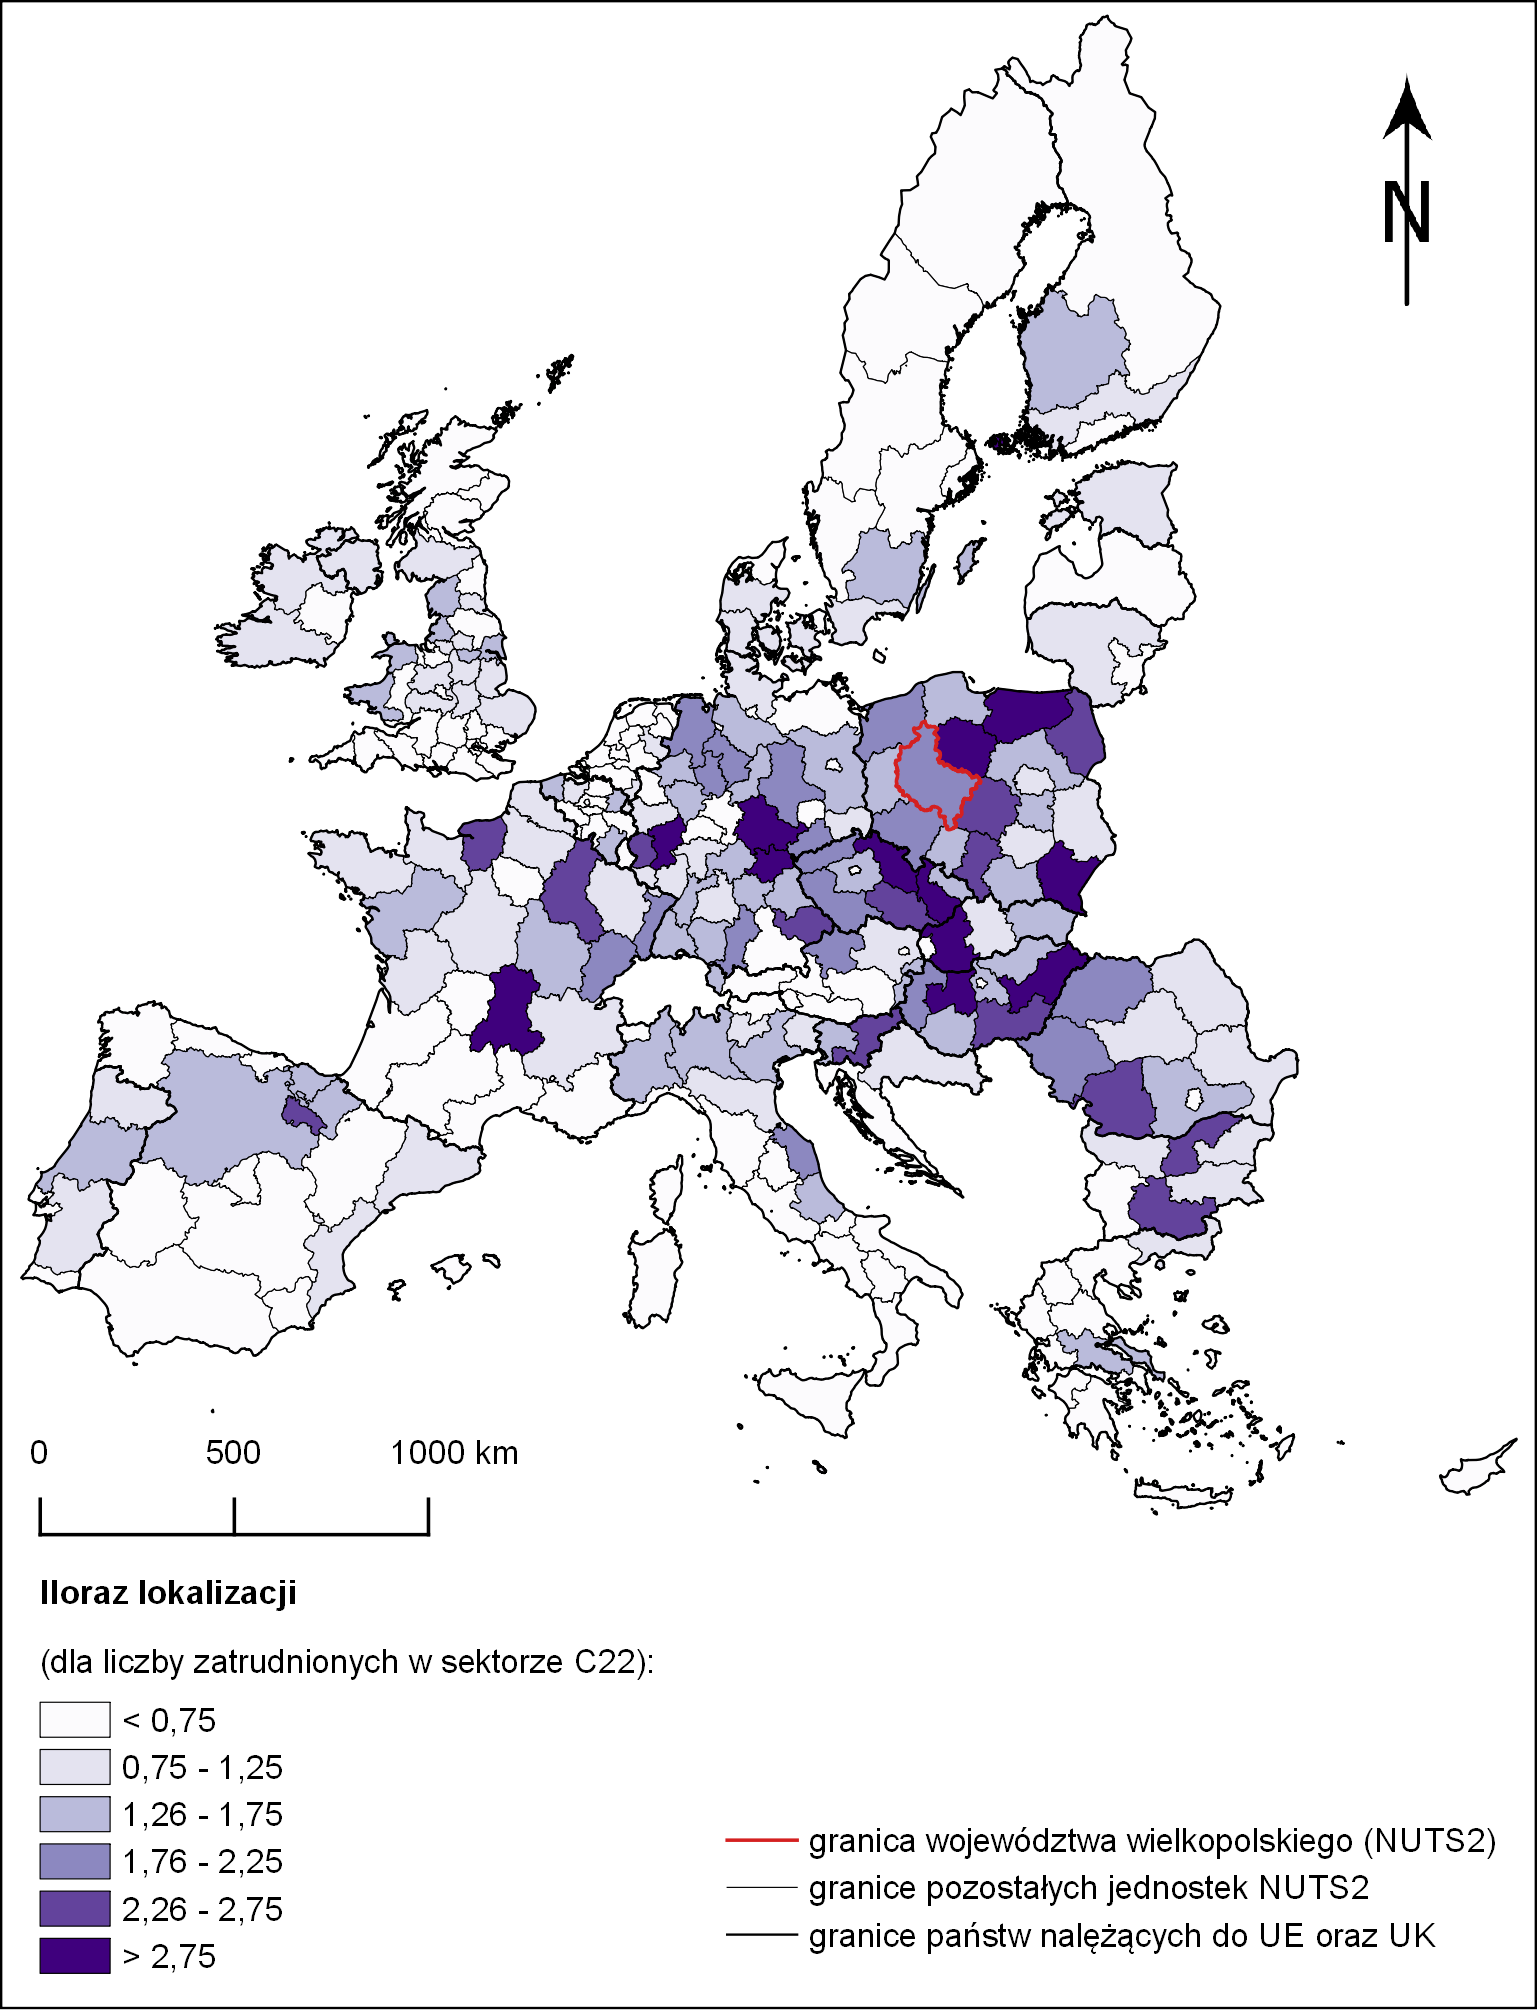 N
0 500 1000 km
Iloraz lokalizacji
(dla liczby zatrudnionych w sektorze C22):
< 0,75
0,75 - 1,25
1,26 - 1,75
1,76 - 2,25
2,26 - 2,75
> 2,75
granica województwa wielkopolskiego (NUTS2)
granice pozostałych jednostek NUTS2
granice państw nalężących do UE oraz UK